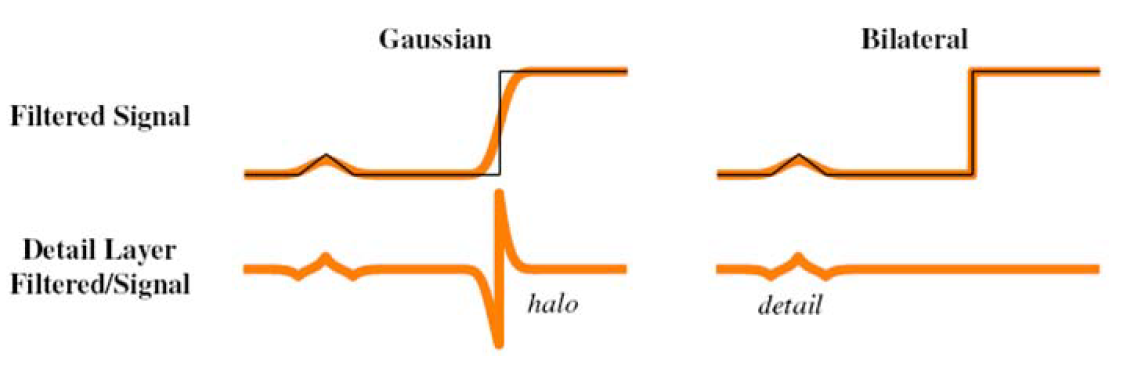 Gaussian
Bilateral
Filtered Signal
Detail Layer
Filtered/Signal
halo
detail